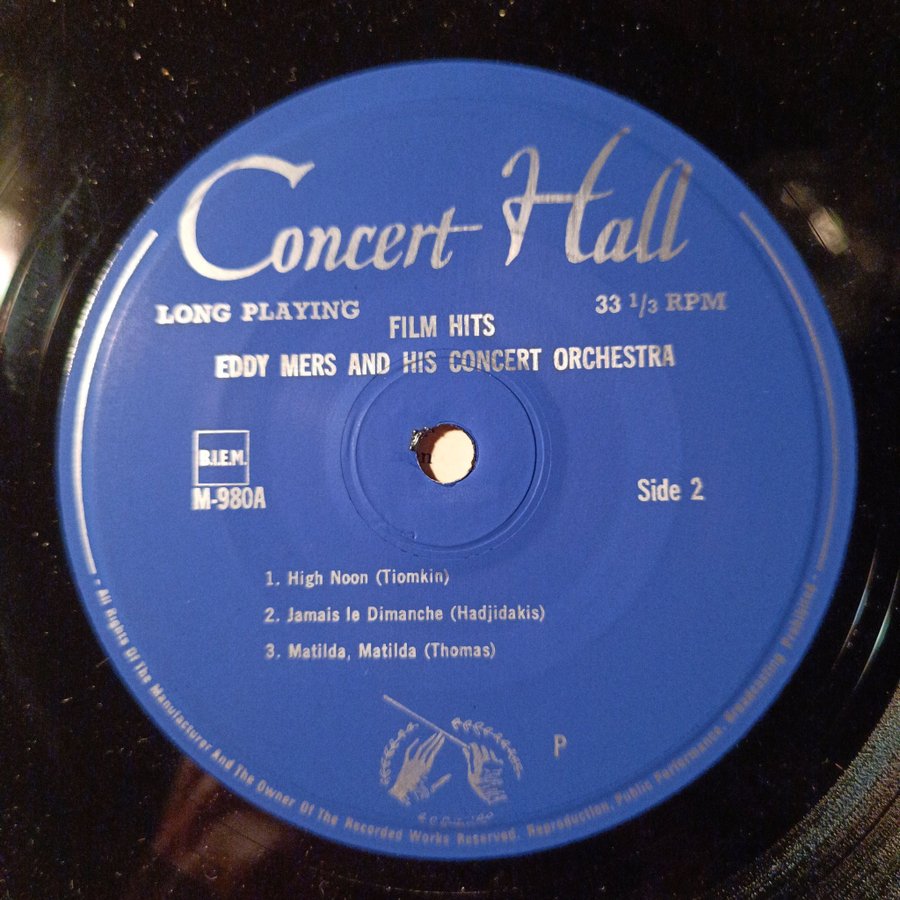 Concert Hall
LONG PLAYING
33 1/3 RPM
FILM HITS
EDDY MERS AND HIS CONCERT ORCHESTRA
B.I.E.M.
M-980A
Side 2
1. High Noon (Tiomkin)
2. Jamais le Dimanche (Hadjidakis)
3. Matilda, Matilda (Thomas)
P
- All Rights Of The Manufacturer And The Owner Of The Recorded Works Reserved. Reproduction, Public Performance, Broadcasting Prohibited -